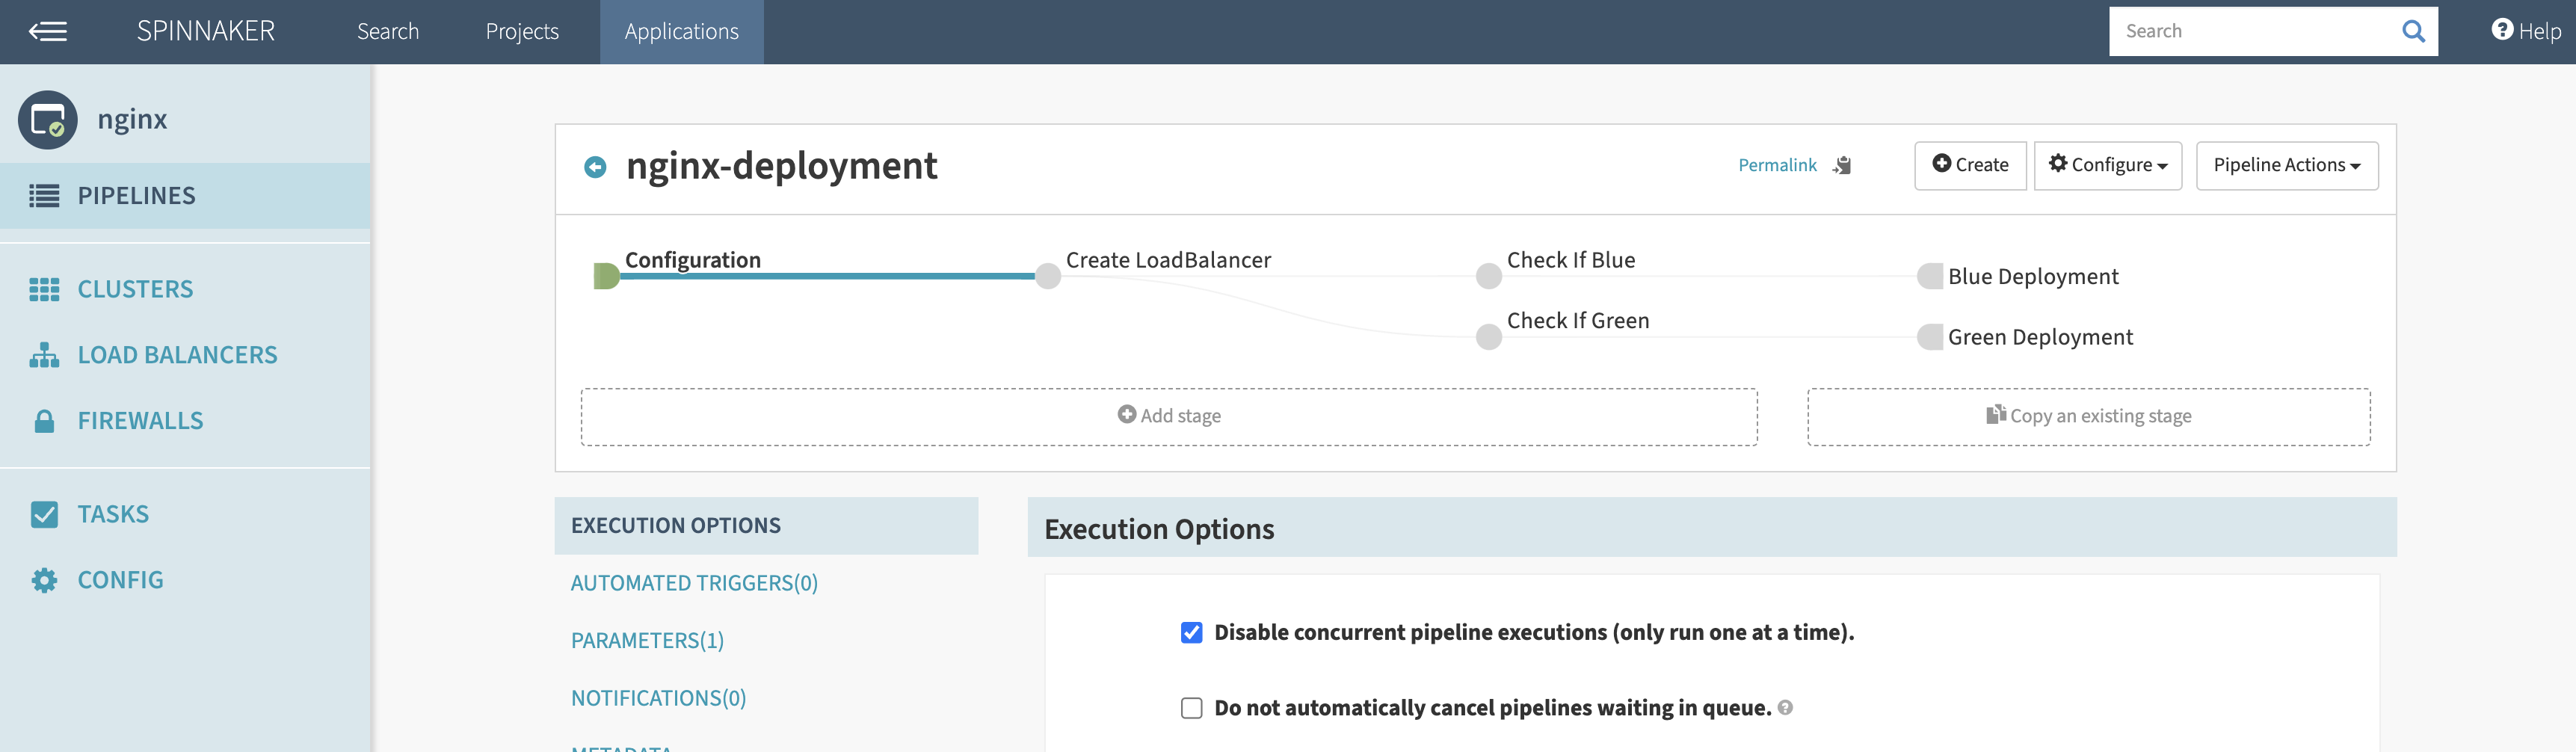 SPINNAKER Search Projects Applications Search Help
nginx
PIPELINES
CLUSTERS
LOAD BALANCERS
FIREWALLS
TASKS
CONFIG
nginx-deployment Permalink Create Configure Pipeline Actions
Configuration Create LoadBalancer Check If Blue Blue Deployment
Check If Green Green Deployment
Add stage Copy an existing stage
EXECUTION OPTIONS
AUTOMATED TRIGGERS(0)
PARAMETERS(1)
NOTIFICATIONS(0)
METADATA
Execution Options
Disable concurrent pipeline executions (only run one at a time).
Do not automatically cancel pipelines waiting in queue.